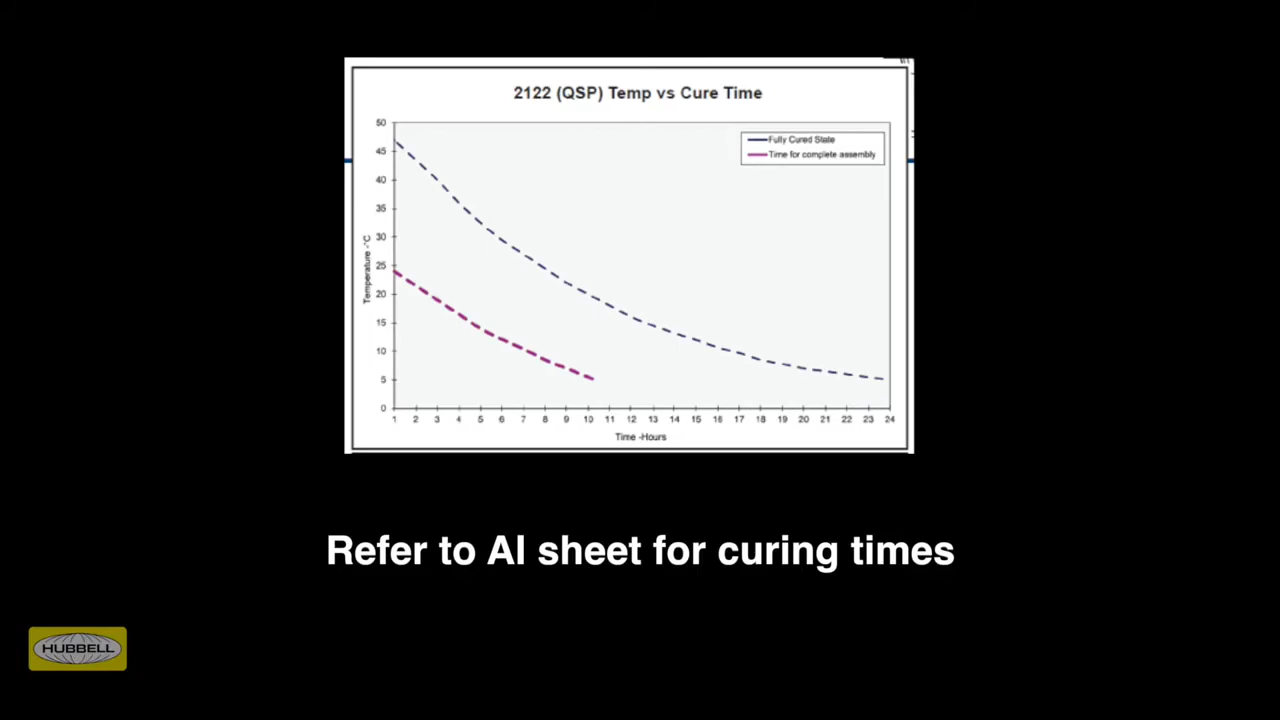 2122 (QSP) Temp vs Cure Time
Fully Cured State
Time for complete assembly
50
45
40
35
30
25
20
15
10
5
0
Temperature -°C
1 2 3 4 5 6 7 8 9 10 11 12 13 14 15 16 17 18 19 20 21 22 23 24
Time -Hours
Refer to AI sheet for curing times
HUBBELL